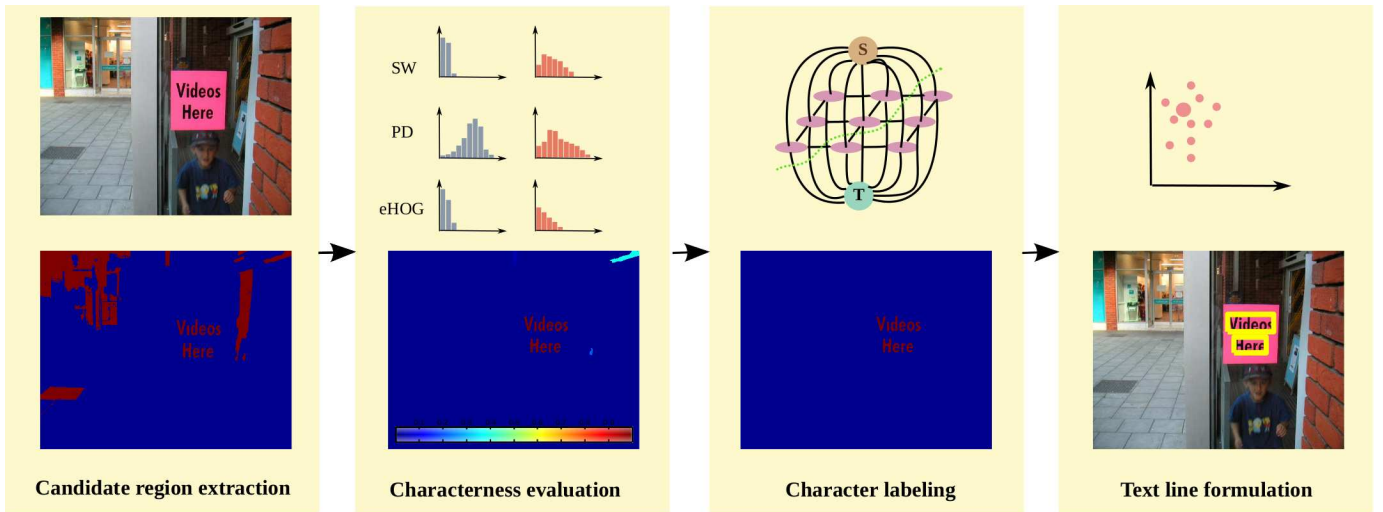 Videos
Here
Videos
Here
Candidate region extraction
SW
PD
eHOG
Videos
Here
Characterness evaluation
S
T
Videos
Here
Character labeling
Videos
Here
Text line formulation